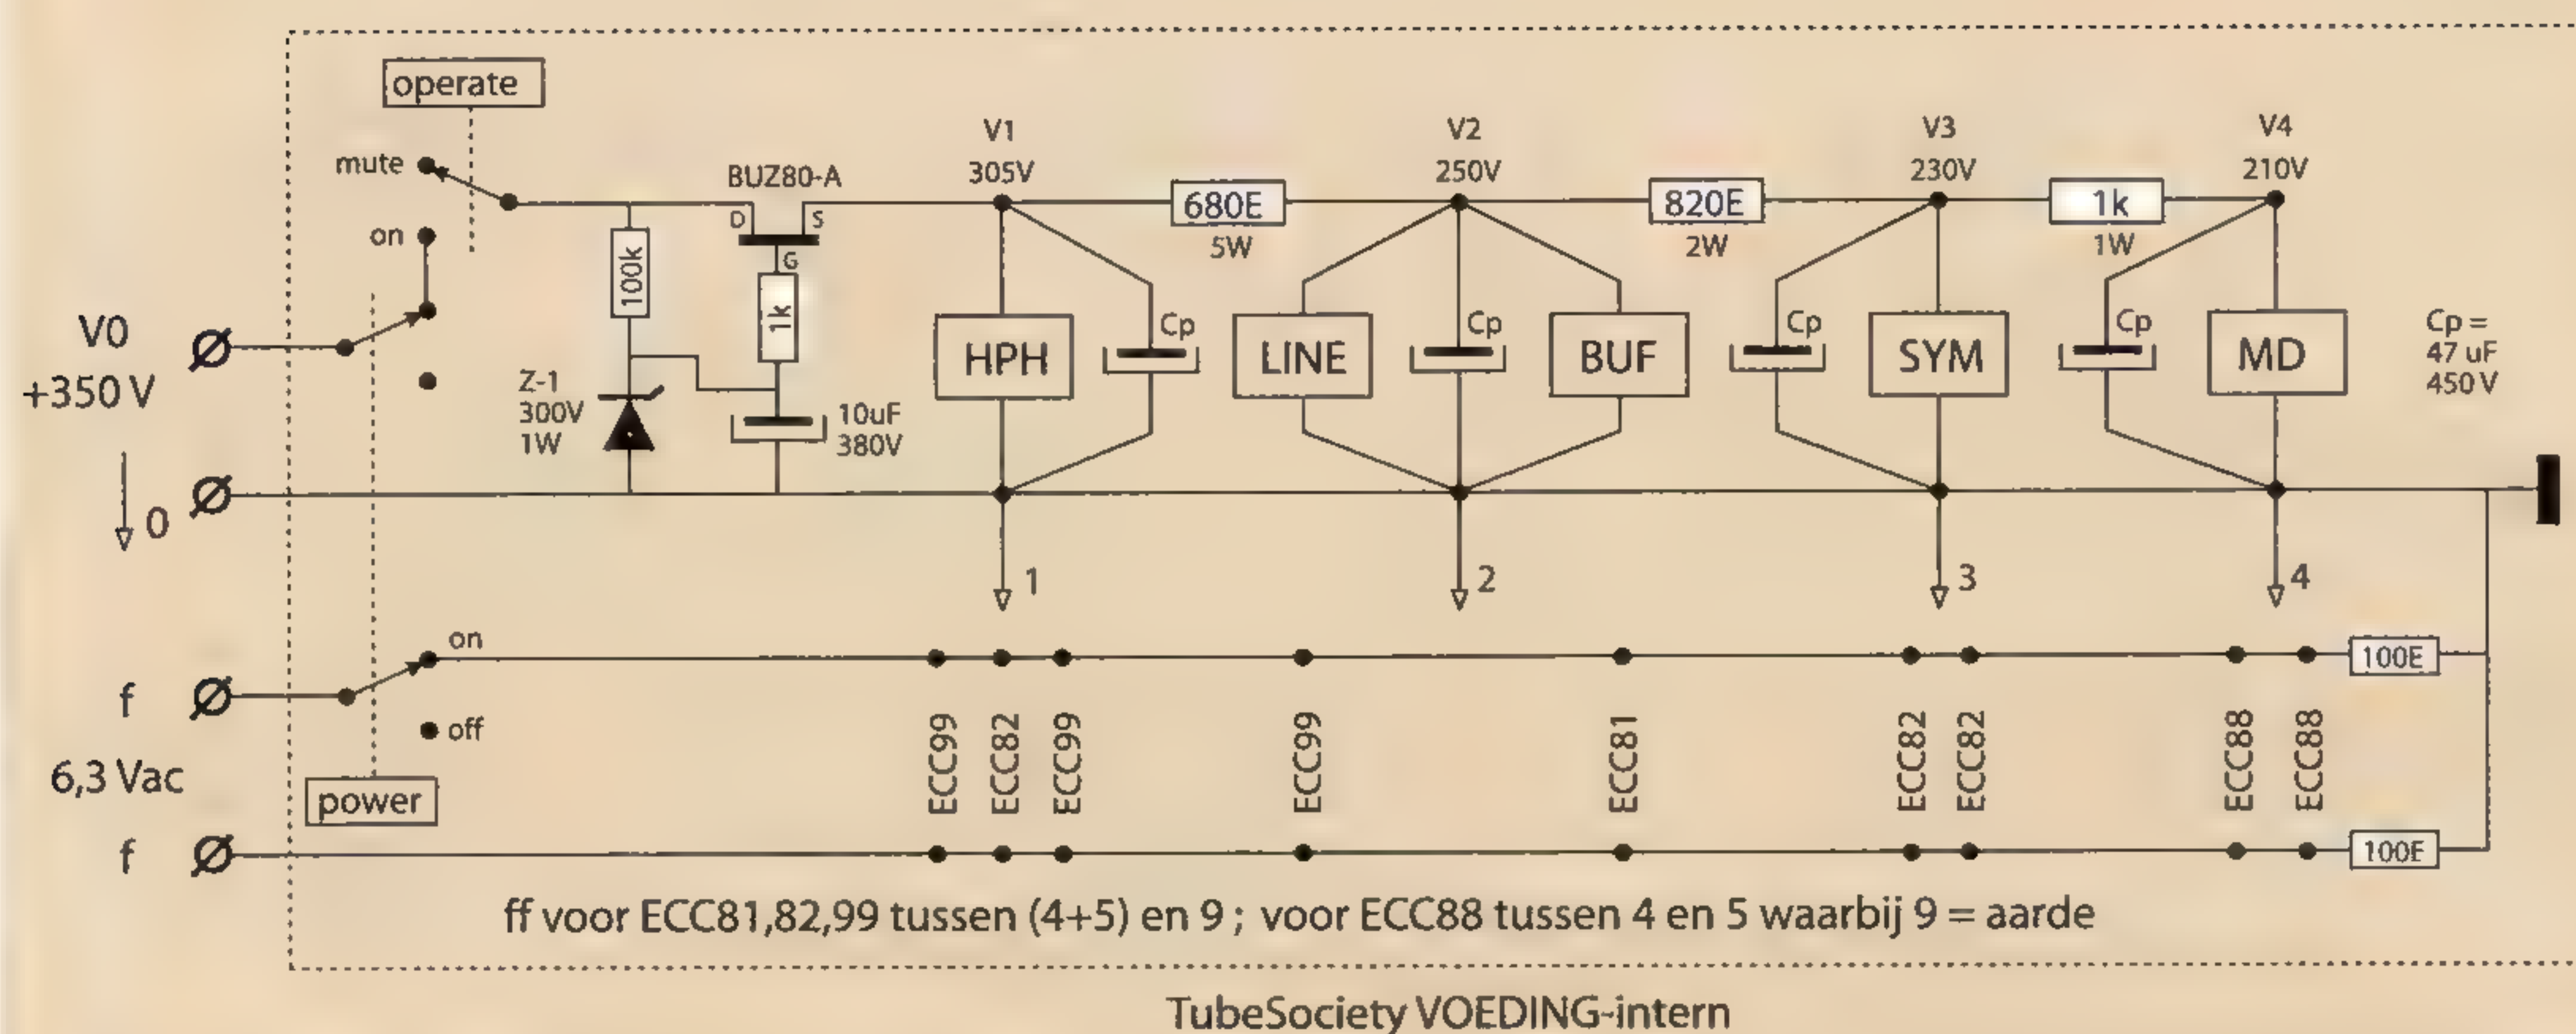 operate
mute
on
V0
+350 V
0
BUZ80-A
D
S
G
100k
1k
Z-1
300V
1W
10uF
380V
V1
305V
680E
5W
V2
250V
820E
2W
V3
230V
1k
1W
V4
210V
HPH
Cp
LINE
Cp
BUF
Cp
SYM
Cp
MD
Cp =
47 uF
450 V
1
2
3
4
on
off
f
6,3 Vac
f
power
ECC99
ECC82
ECC99
ECC99
ECC81
ECC82
ECC82
ECC88
ECC88
100E
100E
ff voor ECC81,82,99 tussen (4+5) en 9 ; voor ECC88 tussen 4 en 5 waarbij 9 = aarde
TubeSociety VOEDING-intern